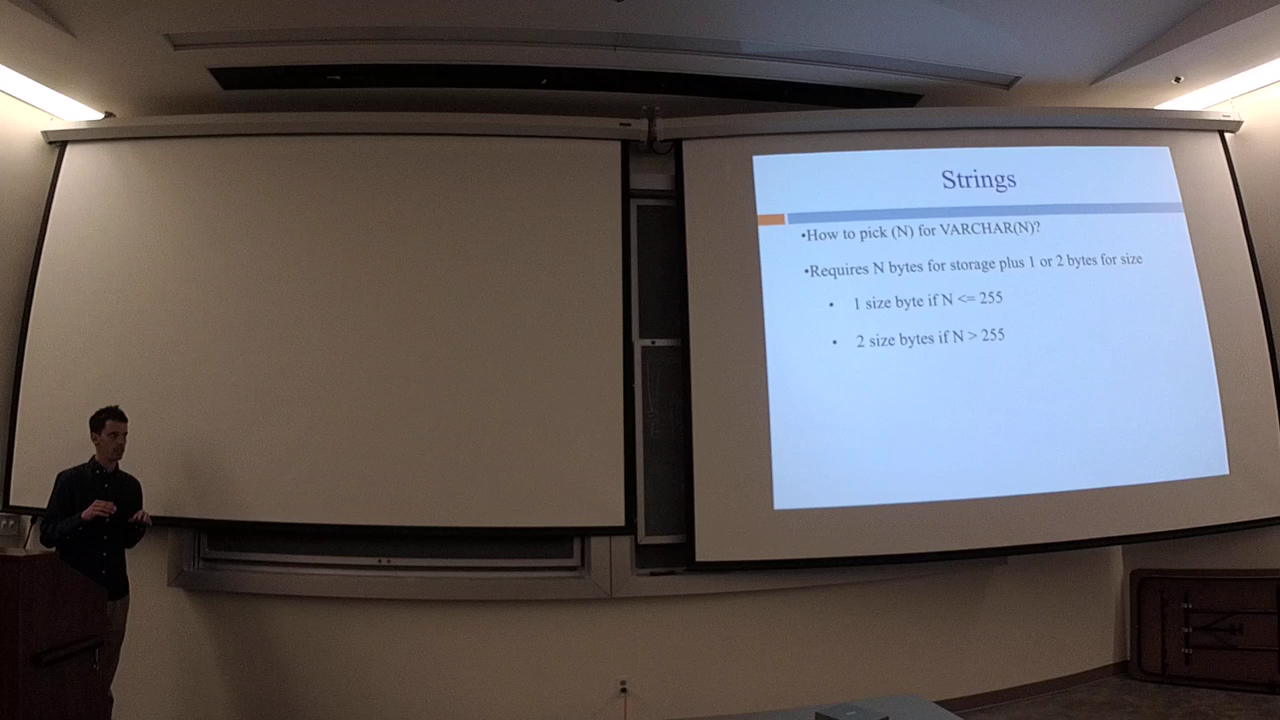 Strings
•How to pick (N) for VARCHAR(N)?
•Requires N bytes for storage plus 1 or 2 bytes for size
• 1 size byte if N <= 255
• 2 size bytes if N > 255